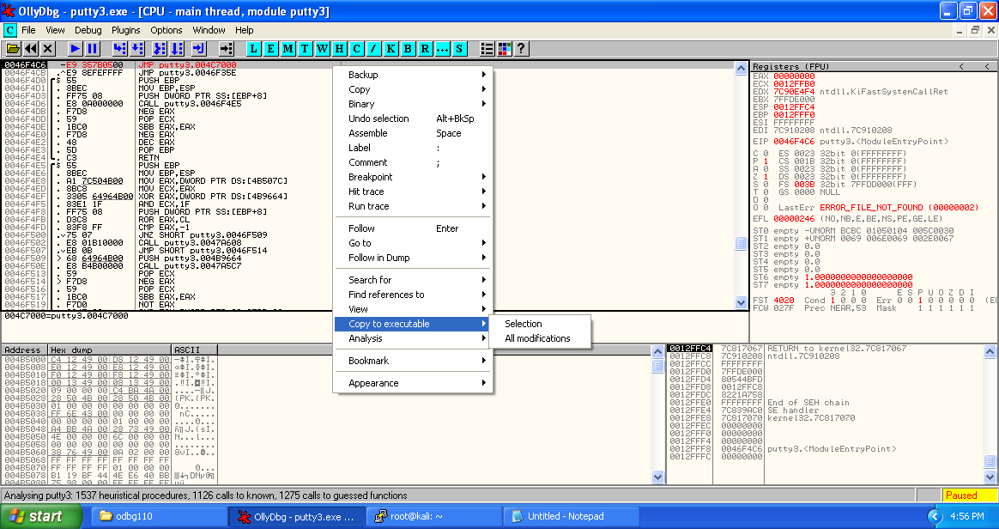 OllyDbg - putty3.exe - [CPU - main thread, module putty3]
C File View Debug Plugins Options Window Help
L E M T W H C / K B R ... S ?
0046F4C6 -E9 357B0500 JMP putty3.004C7000
0046F4CB .^E9 8EFEFFFF JMP putty3.0046F35E
0046F4D0 $ 55 PUSH EBP
0046F4D1 . 8BEC MOV EBP,ESP
0046F4D3 . FF75 08 PUSH DWORD PTR SS:[EBP+8]
0046F4D6 . E8 0A000000 CALL putty3.0046F4E5
0046F4DB . F7D8 NEG EAX
0046F4DD . 59 POP ECX
0046F4DE . 1BC0 SBB EAX,EAX
0046F4E0 . F7D8 NEG EAX
0046F4E2 . 48 DEC EAX
0046F4E3 . 5D POP EBP
0046F4E4 . C3 RETN
0046F4E5 $ 55 PUSH EBP
0046F4E6 . 8BEC MOV EBP,ESP
0046F4E8 . A1 7C504B00 MOV EAX,DWORD PTR DS:[4B507C]
0046F4ED . 8BC8 MOV ECX,EAX
0046F4EF . 3305 64964B00 XOR EAX,DWORD PTR DS:[4B9664]
0046F4F5 . 83E1 1F AND ECX,1F
0046F4F8 . FF75 08 PUSH DWORD PTR SS:[EBP+8]
0046F4FB . D3C8 ROR EAX,CL
0046F4FD . 83F8 FF CMP EAX,-1
0046F500 .v75 07 JNZ SHORT putty3.0046F509
0046F502 . E8 01B10000 CALL putty3.0047A608
0046F507 .vEB 0B JMP SHORT putty3.0046F514
0046F509 > 68 64964B00 PUSH putty3.004B9664
0046F50E . E8 B4B00000 CALL putty3.0047A5C7
0046F513 . 59 POP ECX
0046F514 > F7D8 NEG EAX
0046F516 . 59 POP ECX
0046F517 . 1BC0 SBB EAX,EAX
0046F519 . F7D0 NOT EAX
004C7000=putty3.004C7000
Backup
Copy
Binary
Undo selection Alt+BkSp
Assemble Space
Label :
Comment ;
Breakpoint
Hit trace
Run trace
Follow Enter
Go to
Follow in Dump
Search for
Find references to
View
Copy to executable
Analysis
Bookmark
Appearance
Selection
All modifications
Registers (FPU) < <
EAX 00000000
ECX 0012FFB0
EDX 7C90E4F4 ntdll.KiFastSystemCallRet
EBX 7FFDE000
ESP 0012FFC4
EBP 0012FFF0
ESI FFFFFFFF
EDI 7C910208 ntdll.7C910208
EIP 0046F4C6 putty3.<ModuleEntryPoint>
C 0 ES 0023 32bit 0(FFFFFFFF)
P 1 CS 001B 32bit 0(FFFFFFFF)
A 0 SS 0023 32bit 0(FFFFFFFF)
Z 1 DS 0023 32bit 0(FFFFFFFF)
S 0 FS 003B 32bit 7FFDD000(FFF)
T 0 GS 0000 NULL
D 0
O 0 LastErr ERROR_FILE_NOT_FOUND (00000002)
EFL 00000246 (NO,NB,E,BE,NS,PE,GE,LE)
ST0 empty -UNORM BCBC 01050104 005C0030
ST1 empty +UNORM 0069 006E0069 002E0067
ST2 empty 0.0
ST3 empty 0.0
ST4 empty 0.0
ST5 empty 0.0
ST6 empty 1.0000000000000000000
ST7 empty 1.0000000000000000000
3 2 1 0 E S P U O Z D I
FST 4020 Cond 1 0 0 0 Err 0 0 1 0 0 0 0 0 (EQ
FCW 027F Prec NEAR,53 Mask 1 1 1 1 1 1
Address Hex dump ASCII
004B5000 C4 12 49 00 D8 12 49 00
004B5008 E0 12 49 00 E8 12 49 00
004B5010 F0 12 49 00 F8 12 49 00
004B5018 00 13 49 00 08 13 49 00
004B5020 09 00 00 00 C4 BA 4A 00
004B5028 28 50 4B 00 28 50 4B 00 (PK.(PK.
004B5030 01 00 00 00 00 00 00 00
004B5038 FF 6E 43 00 00 00 00 00 nC.....
004B5040 00 00 00 00 01 00 00 00
004B5048 A4 BB 4A 00 28 73 49 00
004B5050 4E 00 00 00 6C 00 00 00 N...l...
004B5058 00 00 00 00 00 00 00 00 ........
004B5060 38 76 49 00 0A 02 00 00
004B5068 FF FF FF FF FF FF FF FF
004B5070 FF FF FF FF 01 00 00 00
004B5078 B1 19 BF 44 4E E6 40 BB
0012FFC4 7C817067 RETURN to kernel32.7C817067
0012FFC8 7C910208 ntdll.7C910208
0012FFCC FFFFFFFF
0012FFD0 7FFDE000
0012FFD4 80544BFD
0012FFD8 0012FFC8
0012FFDC 8221A758
0012FFE0 FFFFFFFF End of SEH chain
0012FFE4 7C839AC0 SE handler
0012FFE8 7C817070 kernel32.7C817070
0012FFEC 00000000
0012FFF0 00000000
0012FFF4 00000000
0012FFF8 0046F4C6 putty3.<ModuleEntryPoint>
0012FFFC 00000000
Analysing putty3: 1537 heuristical procedures, 1126 calls to known, 1275 calls to guessed functions Paused
start odbg110 OllyDbg - putty3.exe ... root@kali: ~ Untitled - Notepad 4:56 PM